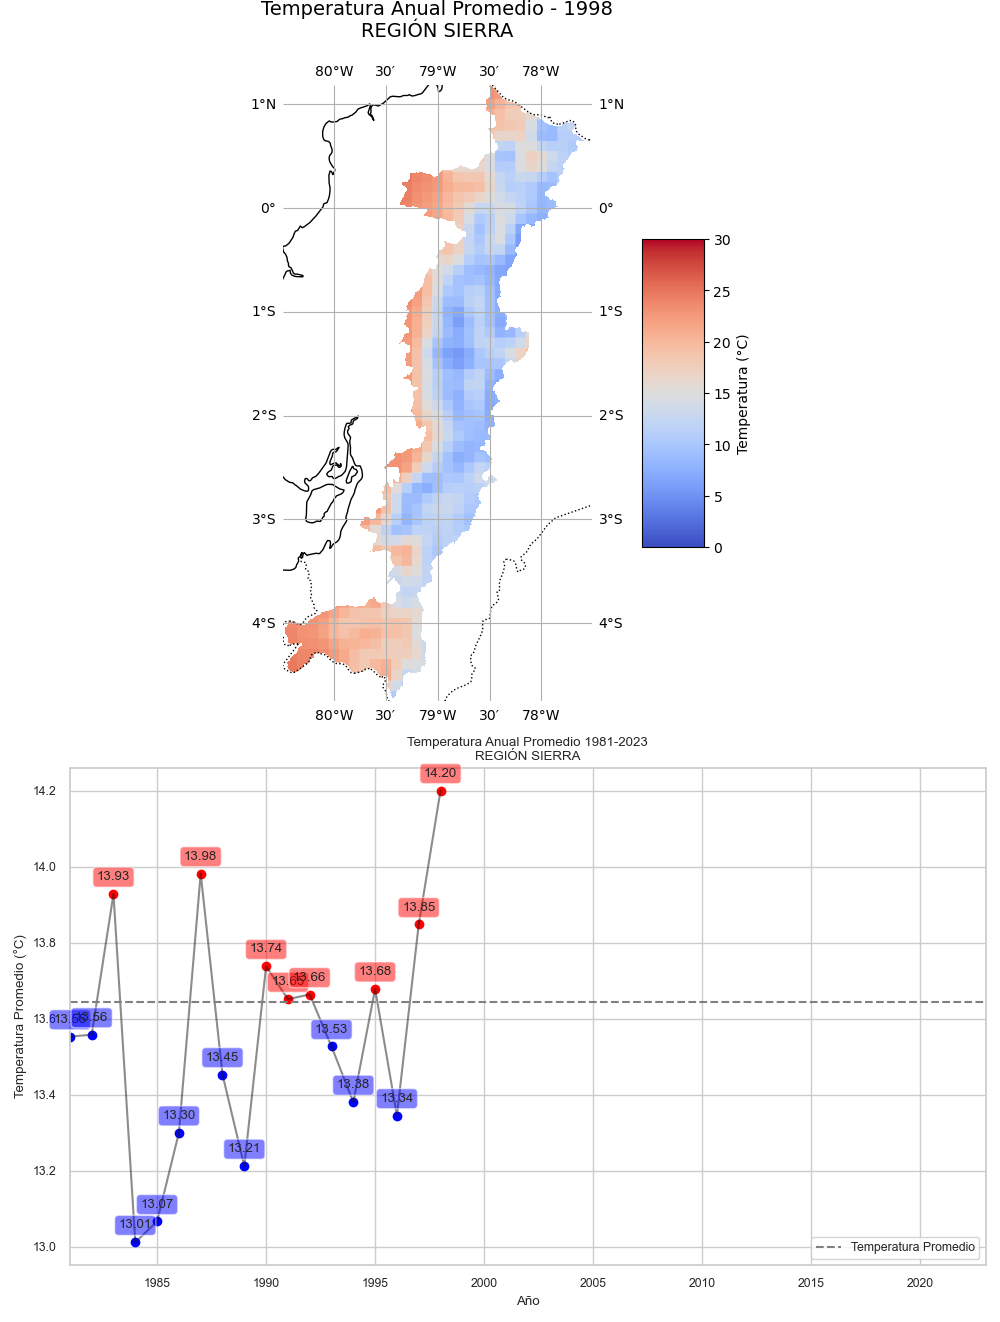 Temperatura Anual Promedio - 1998
REGIÓN SIERRA
80°W 30′ 79°W 30′ 78°W
1°N 1°N
0° 0°
1°S 1°S
2°S 2°S
3°S 3°S
4°S 4°S
80°W 30′ 79°W 30′ 78°W
30
25
20
15
10
5
0
Temperatura (°C)
Temperatura Anual Promedio 1981-2023
REGIÓN SIERRA
14.2
14.0
13.8
13.6
13.4
13.2
13.0
Temperatura Promedio (°C)
13.56
13.93
13.01
13.07
13.30
13.98
13.45
13.21
13.74
13.65
13.66
13.53
13.38
13.68
13.34
13.85
14.20
Temperatura Promedio
1985 1990 1995 2000 2005 2010 2015 2020
Año